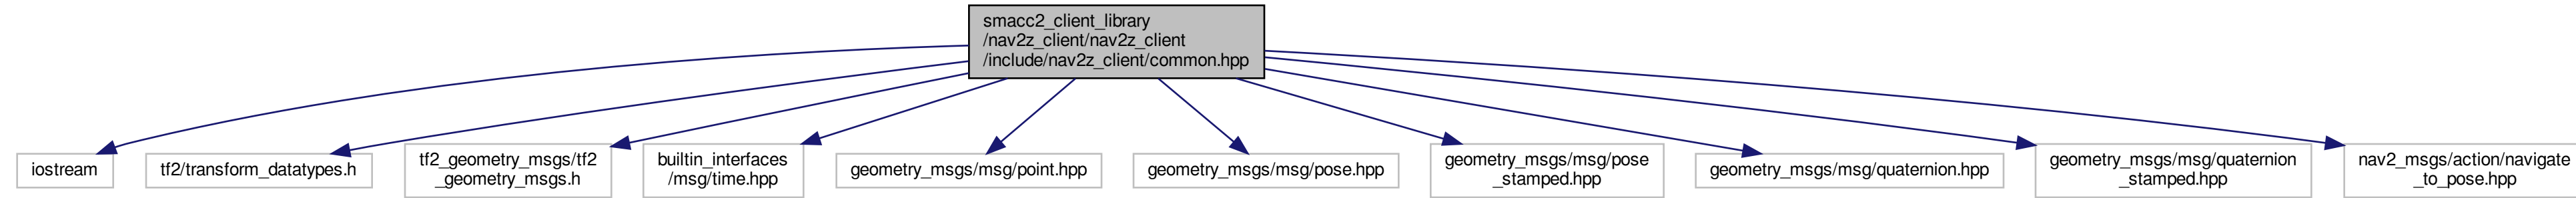 smacc2_client_library
/nav2z_client/nav2z_client
/include/nav2z_client/common.hpp
iostream
tf2/transform_datatypes.h
tf2_geometry_msgs/tf2
_geometry_msgs.h
builtin_interfaces
/msg/time.hpp
geometry_msgs/msg/point.hpp
geometry_msgs/msg/pose.hpp
geometry_msgs/msg/pose
_stamped.hpp
geometry_msgs/msg/quaternion.hpp
geometry_msgs/msg/quaternion
_stamped.hpp
nav2_msgs/action/navigate
_to_pose.hpp